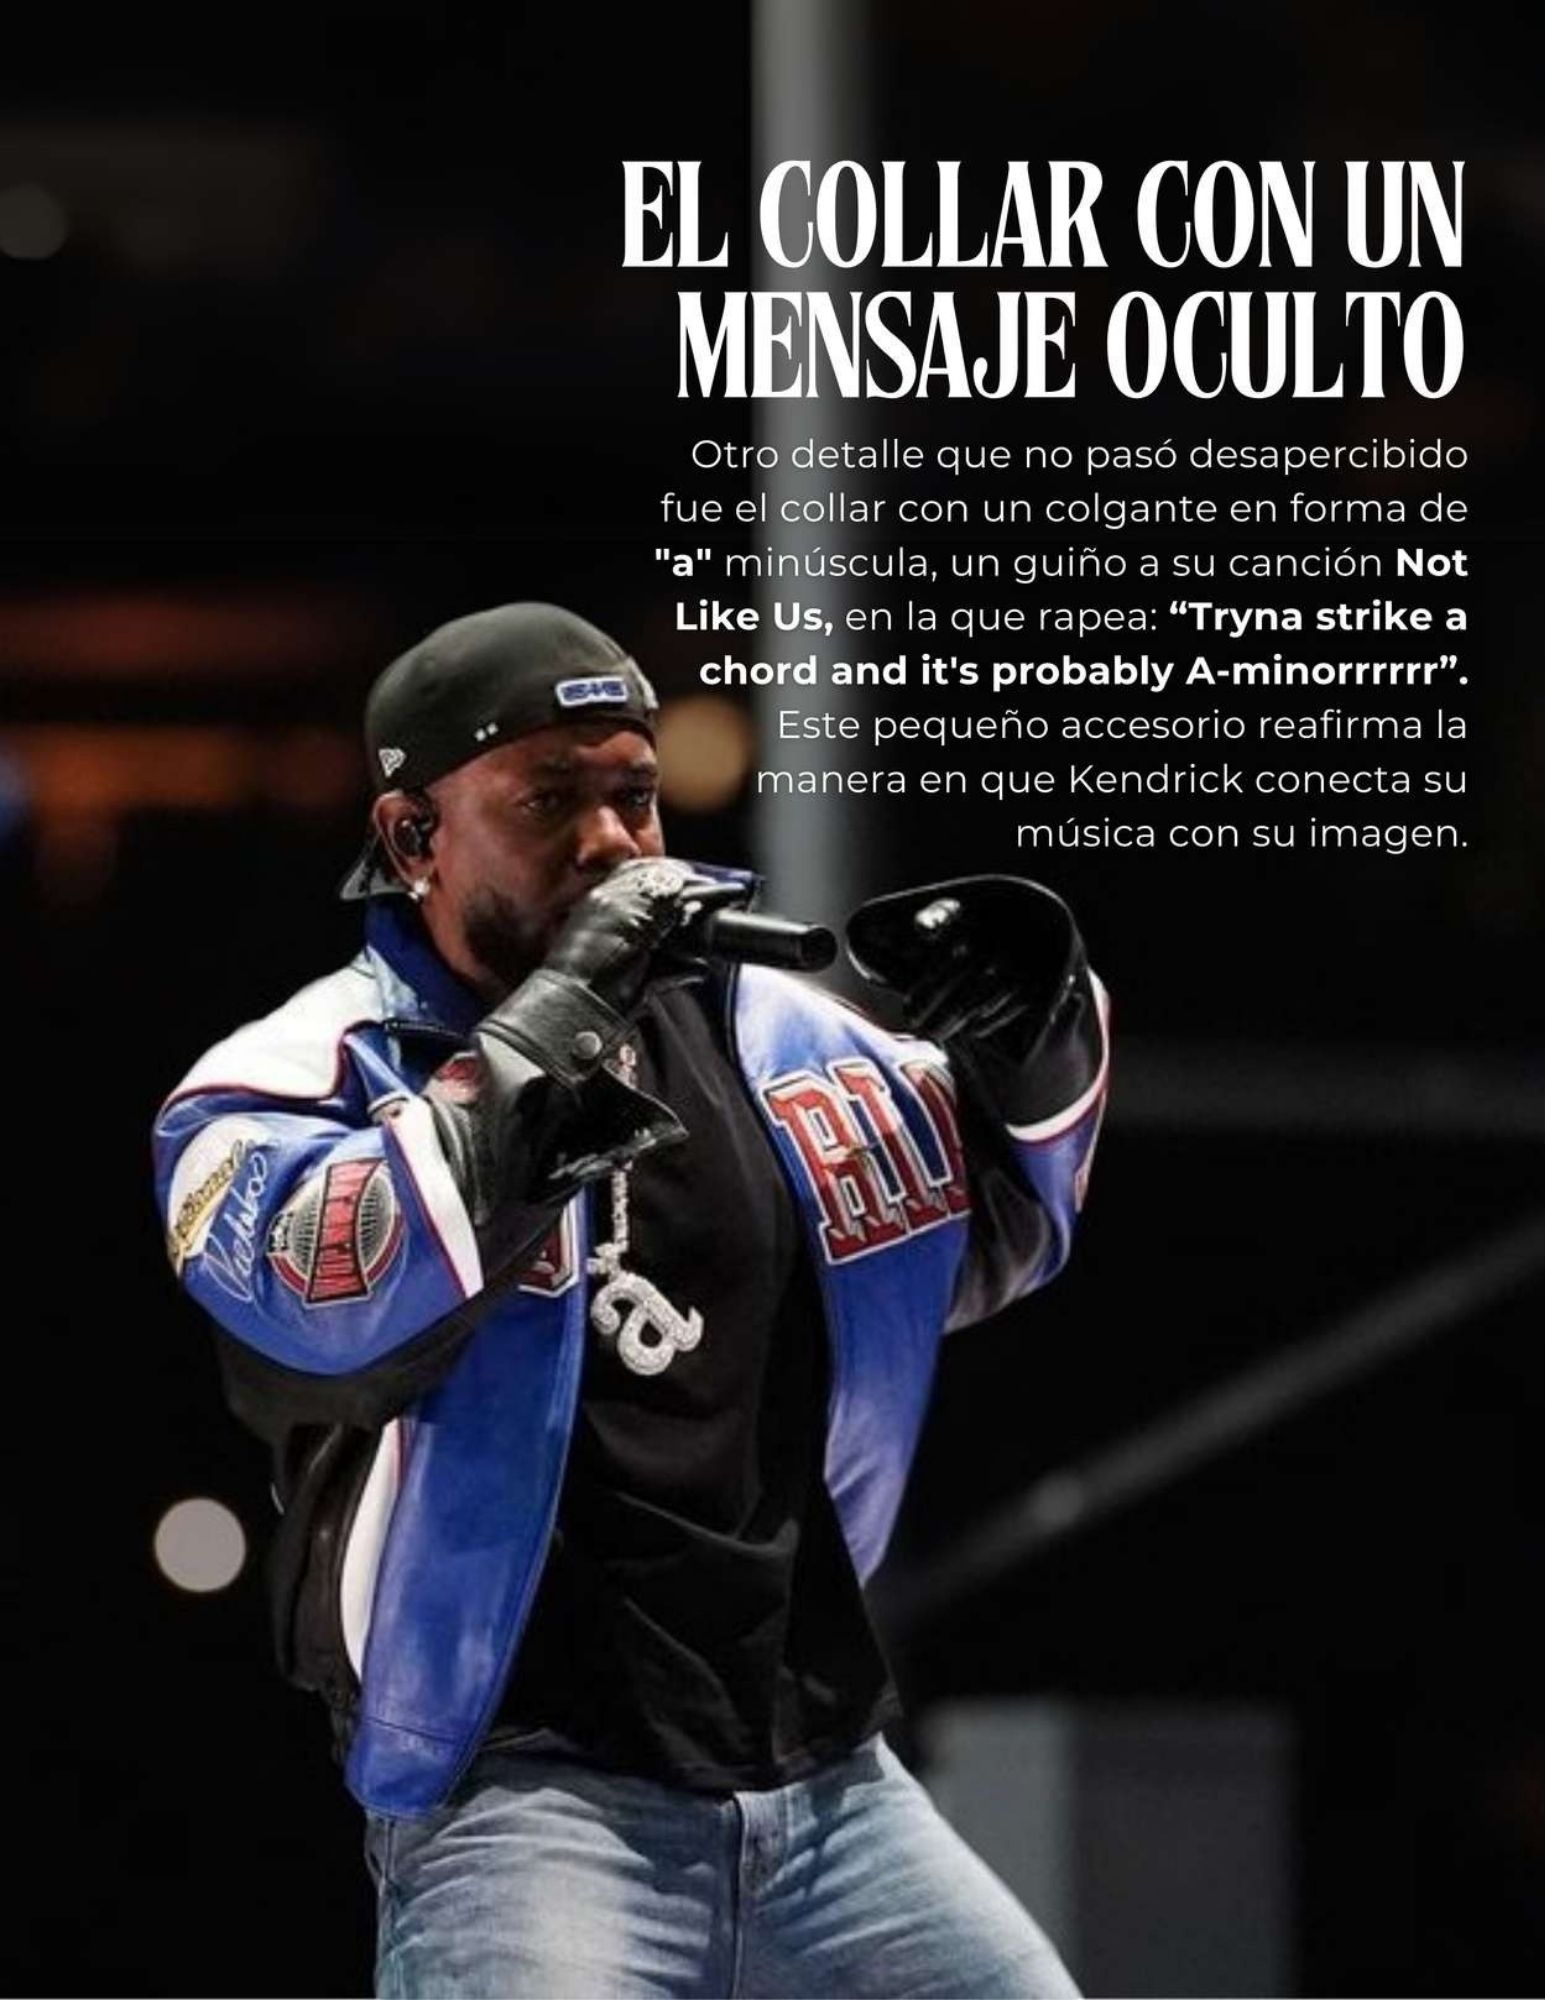 EL COLLAR CON UN
MENSAJE OCULTO
Otro detalle que no pasó desapercibido
fue el collar con un colgante en forma de
"a" minúscula, un guiño a su canción Not
Like Us, en la que rapea: “Tryna strike a
chord and it's probably A-minorrrrrr”.
Este pequeño accesorio reafirma la
manera en que Kendrick conecta su
música con su imagen.
a